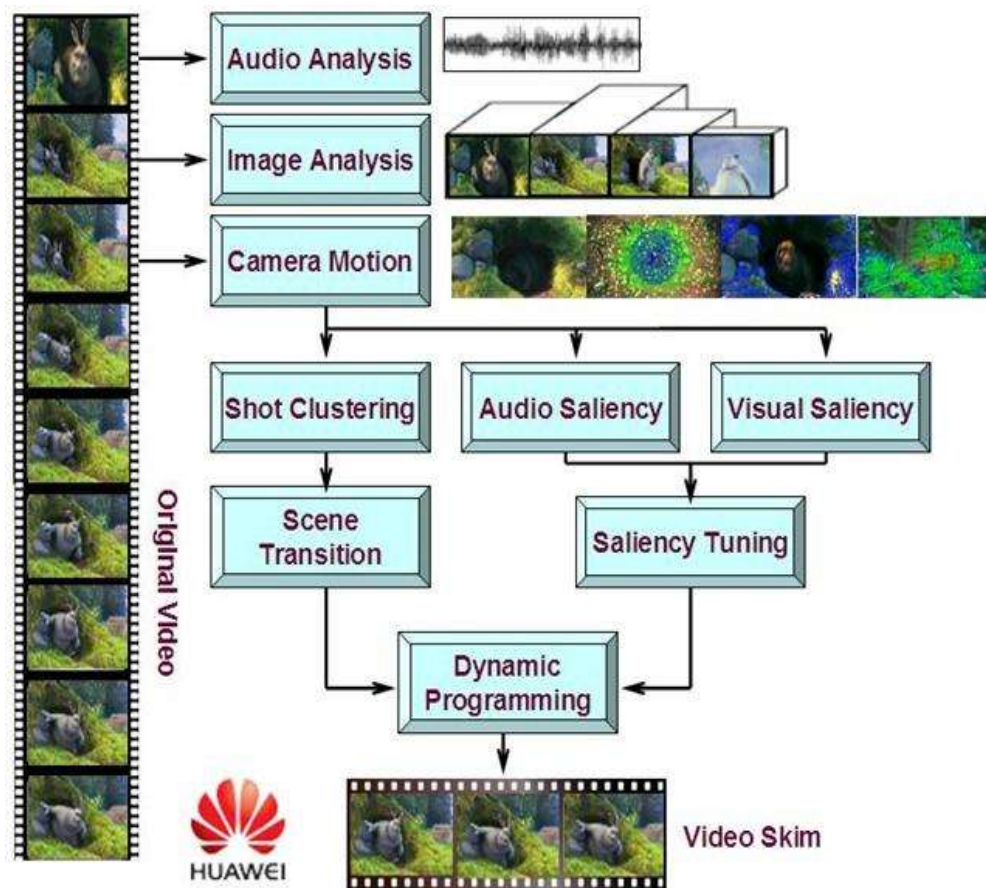 Audio Analysis
Image Analysis
Camera Motion
Shot Clustering
Audio Saliency
Visual Saliency
Original Video
Scene
Transition
Saliency Tuning
Dynamic
Programming
HUAWEI
Video Skim